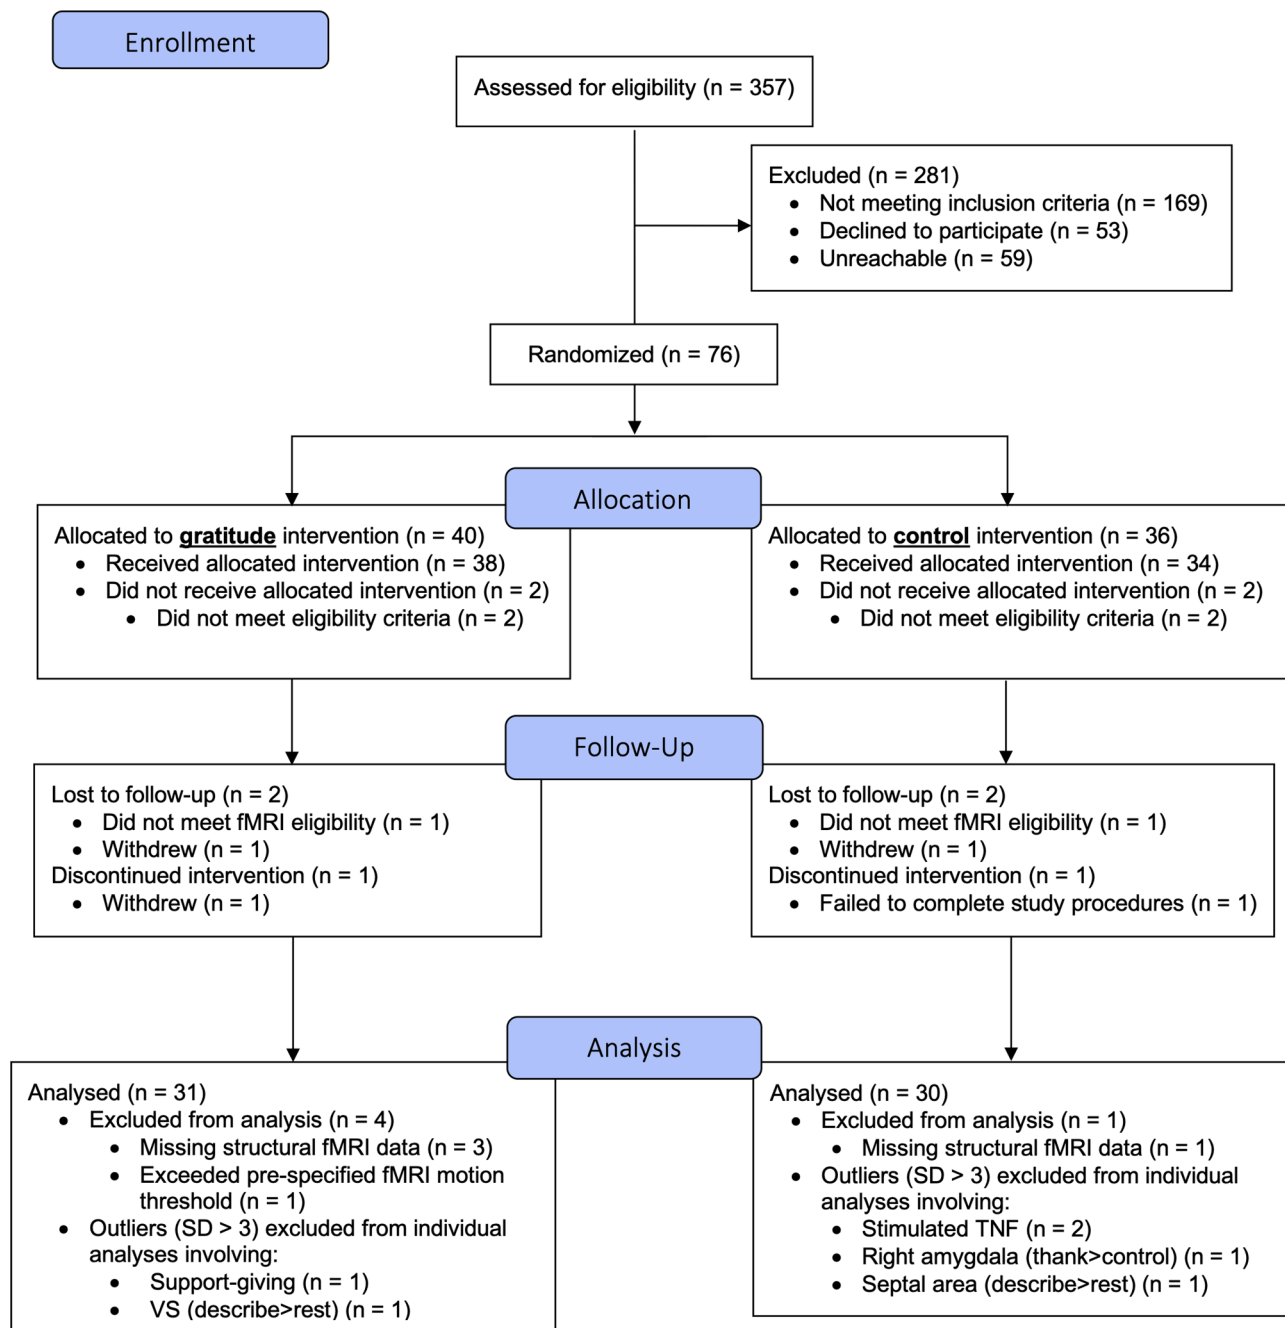 Enrollment
Assessed for eligibility (n = 357)
Excluded (n = 281)
• Not meeting inclusion criteria (n = 169)
• Declined to participate (n = 53)
• Unreachable (n = 59)
Randomized (n = 76)
Allocation
Allocated to gratitude intervention (n = 40)
• Received allocated intervention (n = 38)
• Did not receive allocated intervention (n = 2)
• Did not meet eligibility criteria (n = 2)
Allocated to control intervention (n = 36)
• Received allocated intervention (n = 34)
• Did not receive allocated intervention (n = 2)
• Did not meet eligibility criteria (n = 2)
Follow-Up
Lost to follow-up (n = 2)
• Did not meet fMRI eligibility (n = 1)
• Withdrew (n = 1)
Discontinued intervention (n = 1)
• Withdrew (n = 1)
Lost to follow-up (n = 2)
• Did not meet fMRI eligibility (n = 1)
• Withdrew (n = 1)
Discontinued intervention (n = 1)
• Failed to complete study procedures (n = 1)
Analysis
Analysed (n = 31)
• Excluded from analysis (n = 4)
• Missing structural fMRI data (n = 3)
• Exceeded pre-specified fMRI motion
threshold (n = 1)
• Outliers (SD > 3) excluded from individual
analyses involving:
• Support-giving (n = 1)
• VS (describe>rest) (n = 1)
Analysed (n = 30)
• Excluded from analysis (n = 1)
• Missing structural fMRI data (n = 1)
• Outliers (SD > 3) excluded from individual
analyses involving:
• Stimulated TNF (n = 2)
• Right amygdala (thank>control) (n = 1)
• Septal area (describe>rest) (n = 1)